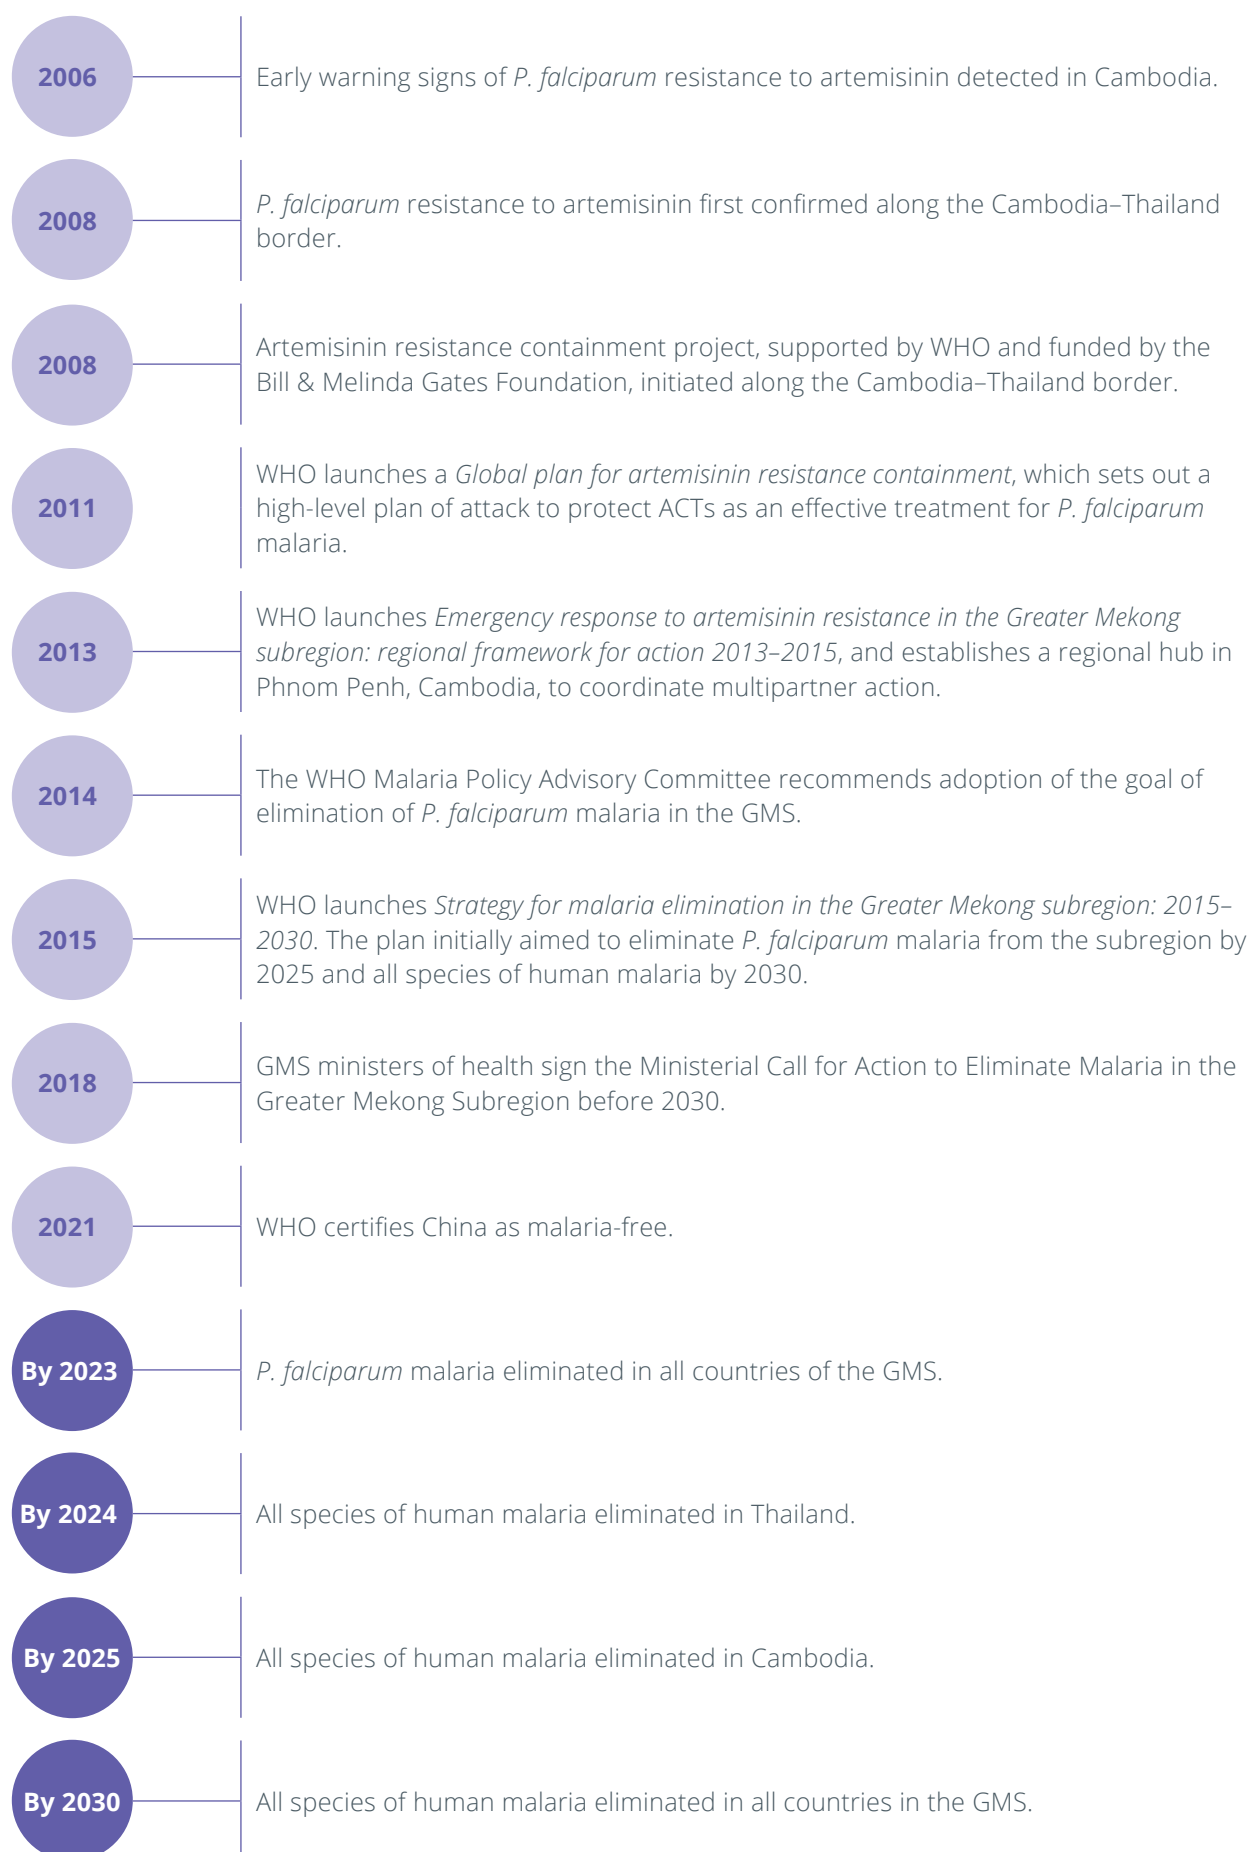 2006
Early warning signs of P. falciparum resistance to artemisinin detected in Cambodia.
2008
P. falciparum resistance to artemisinin first confirmed along the Cambodia–Thailand
border.
2008
Artemisinin resistance containment project, supported by WHO and funded by the
Bill & Melinda Gates Foundation, initiated along the Cambodia–Thailand border.
2011
WHO launches a Global plan for artemisinin resistance containment, which sets out a
high-level plan of attack to protect ACTs as an effective treatment for P. falciparum
malaria.
2013
WHO launches Emergency response to artemisinin resistance in the Greater Mekong
subregion: regional framework for action 2013–2015, and establishes a regional hub in
Phnom Penh, Cambodia, to coordinate multipartner action.
2014
The WHO Malaria Policy Advisory Committee recommends adoption of the goal of
elimination of P. falciparum malaria in the GMS.
2015
WHO launches Strategy for malaria elimination in the Greater Mekong subregion: 2015–
2030. The plan initially aimed to eliminate P. falciparum malaria from the subregion by
2025 and all species of human malaria by 2030.
2018
GMS ministers of health sign the Ministerial Call for Action to Eliminate Malaria in the
Greater Mekong Subregion before 2030.
2021
WHO certifies China as malaria-free.
By 2023
P. falciparum malaria eliminated in all countries of the GMS.
By 2024
All species of human malaria eliminated in Thailand.
By 2025
All species of human malaria eliminated in Cambodia.
By 2030
All species of human malaria eliminated in all countries in the GMS.